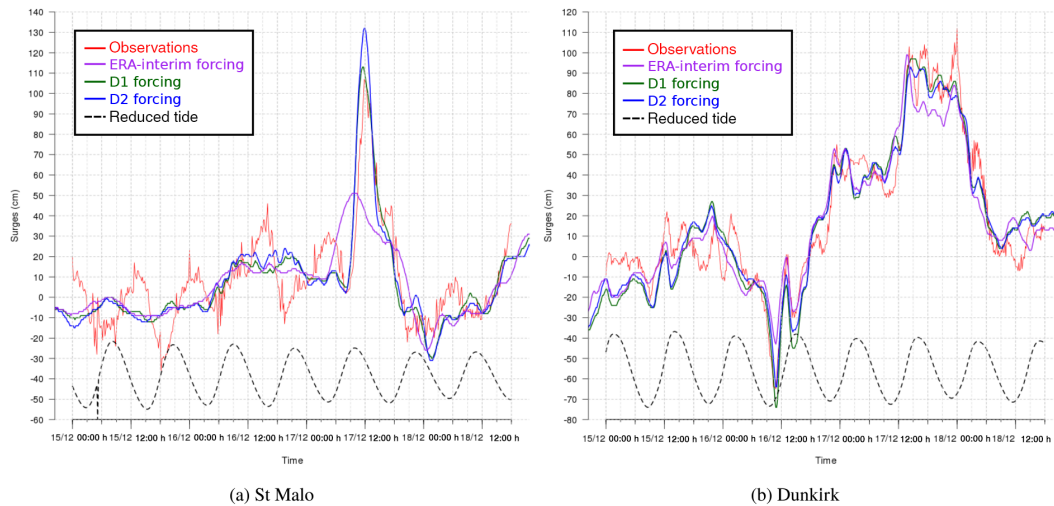 140
130
120
110
100
90
80
70
60
50
40
30
20
10
0
-10
-20
-30
-40
-50
-60
Surges (cm)
Observations
ERA-interim forcing
D1 forcing
D2 forcing
Reduced tide
15/12 00:00 h 15/12 12:00 h 16/12 00:00 h 16/12 12:00 h 17/12 00:00 h 17/12 12:00 h 18/12 00:00 h 18/12 12:00 h
Time
(a) St Malo
120
110
100
90
80
70
60
50
40
30
20
10
0
-10
-20
-30
-40
-50
-60
-70
-80
Surges (cm)
Observations
ERA-interim forcing
D1 forcing
D2 forcing
Reduced tide
15/12 00:00 h 15/12 12:00 h 16/12 00:00 h 16/12 12:00 h 17/12 00:00 h 17/12 12:00 h 18/12 00:00 h 18/12 12:00 h
Time
(b) Dunkirk